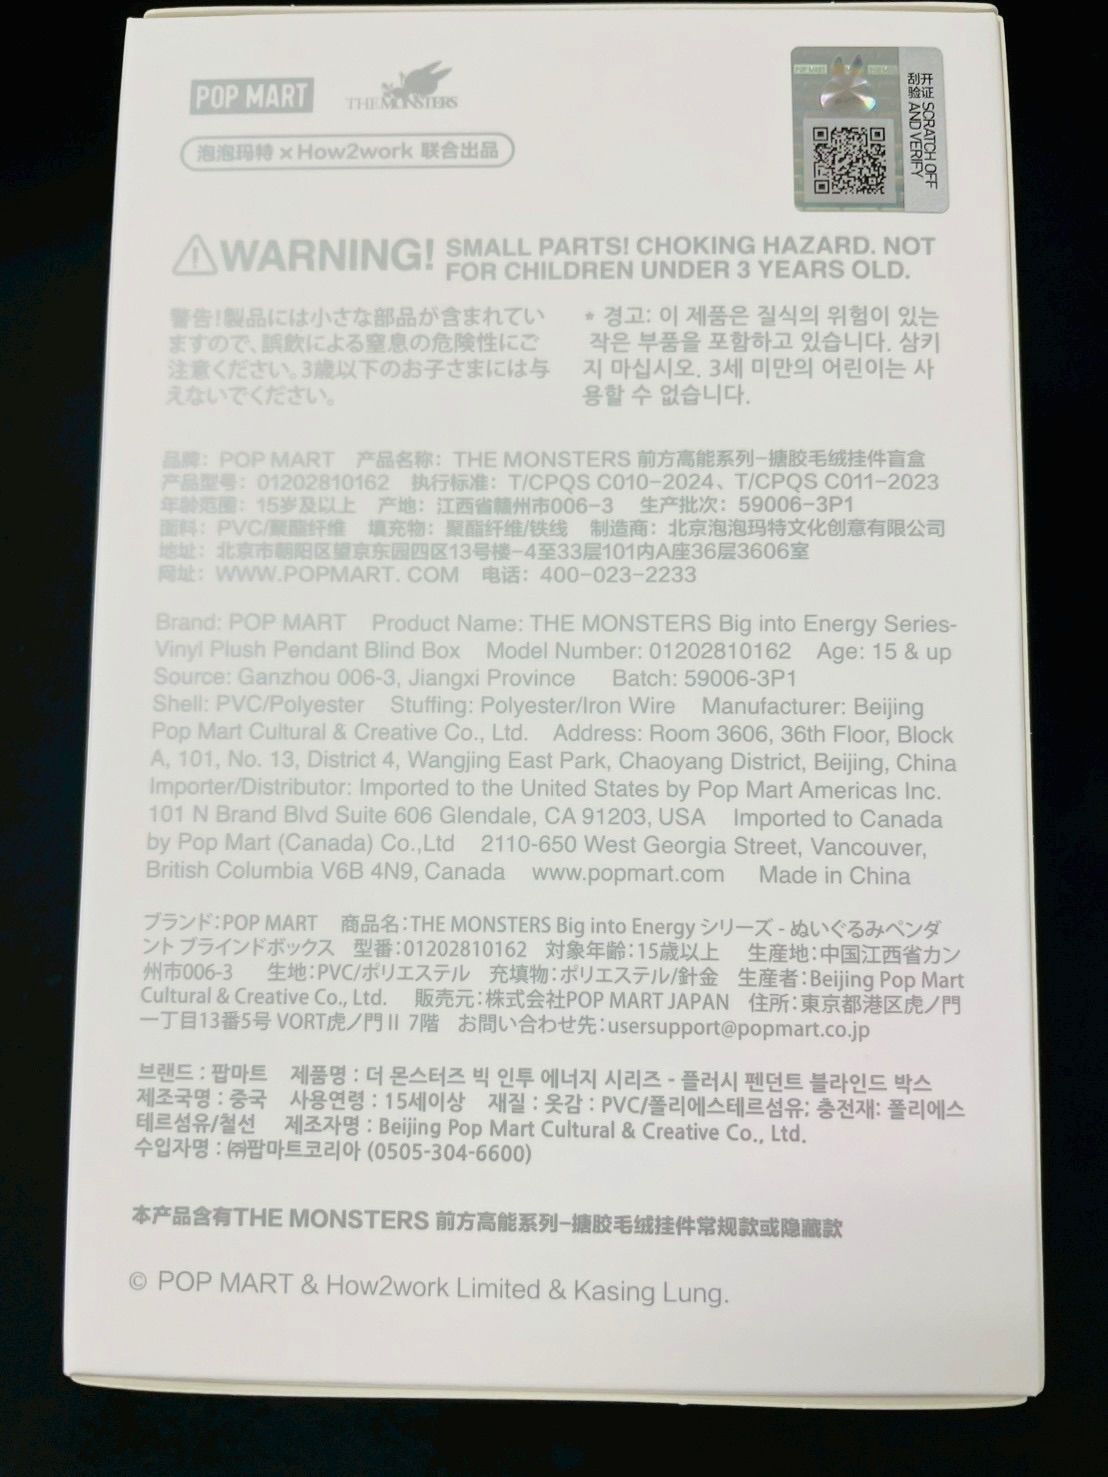 POP MART
THE MONSTERS
泡泡玛特 × How2work 联合出品
刮开
验证
SCRATCH OFF
AND VERIFY
POP MART
WARNING! SMALL PARTS! CHOKING HAZARD. NOT
FOR CHILDREN UNDER 3 YEARS OLD.
警告!製品には小さな部品が含まれてい
ますので、誤飲による窒息の危険性にご
注意ください。3歳以下のお子さまには与
えないでください。
* 경고: 이 제품은 질식의 위험이 있는
작은 부품을 포함하고 있습니다. 삼키
지 마십시오. 3세 미만의 어린이는 사
용할 수 없습니다.
品牌: POP MART 产品名称: THE MONSTERS 前方高能系列-搪胶毛绒挂件盲盒
产品型号: 01202810162 执行标准: T/CPQS C010-2024、T/CPQS C011-2023
年龄范围: 15岁及以上 产地: 江西省赣州市006-3 生产批次: 59006-3P1
面料: PVC/聚酯纤维 填充物: 聚酯纤维/铁线 制造商: 北京泡泡玛特文化创意有限公司
地址: 北京市朝阳区望京东园四区13号楼-4至33层101内A座36层3606室
网址: WWW.POPMART. COM 电话: 400-023-2233
Brand: POP MART Product Name: THE MONSTERS Big into Energy Series-
Vinyl Plush Pendant Blind Box Model Number: 01202810162 Age: 15 & up
Source: Ganzhou 006-3, Jiangxi Province Batch: 59006-3P1
Shell: PVC/Polyester Stuffing: Polyester/Iron Wire Manufacturer: Beijing
Pop Mart Cultural & Creative Co., Ltd. Address: Room 3606, 36th Floor, Block
A, 101, No. 13, District 4, Wangjing East Park, Chaoyang District, Beijing, China
Importer/Distributor: Imported to the United States by Pop Mart Americas Inc.
101 N Brand Blvd Suite 606 Glendale, CA 91203, USA Imported to Canada
by Pop Mart (Canada) Co.,Ltd 2110-650 West Georgia Street, Vancouver,
British Columbia V6B 4N9, Canada www.popmart.com Made in China
ブランド:POP MART 商品名:THE MONSTERS Big into Energy シリーズ - ぬいぐるみペンダ
ント ブラインドボックス 型番:01202810162 対象年齢:15歳以上 生産地:中国江西省カン
州市006-3 生地:PVC/ポリエステル 充填物:ポリエステル/針金 生産者:Beijing Pop Mart
Cultural & Creative Co., Ltd. 販売元:株式会社POP MART JAPAN 住所:東京都港区虎ノ門
一丁目13番5号 VORT虎ノ門Ⅱ 7階 お問い合わせ先:usersupport@popmart.co.jp
브랜드 : 팝마트 제품명 : 더 몬스터즈 빅 인투 에너지 시리즈 - 플러시 펜던트 블라인드 박스
제조국명 : 중국 사용연령 : 15세이상 재질 : 옷감 : PVC/폴리에스테르섬유; 충전재: 폴리에스
테르섬유/철선 제조자명 : Beijing Pop Mart Cultural & Creative Co., Ltd.
수입자명 : ㈜팝마트코리아 (0505-304-6600)
本产品含有THE MONSTERS 前方高能系列-搪胶毛绒挂件常规款或隐藏款
© POP MART & How2work Limited & Kasing Lung.